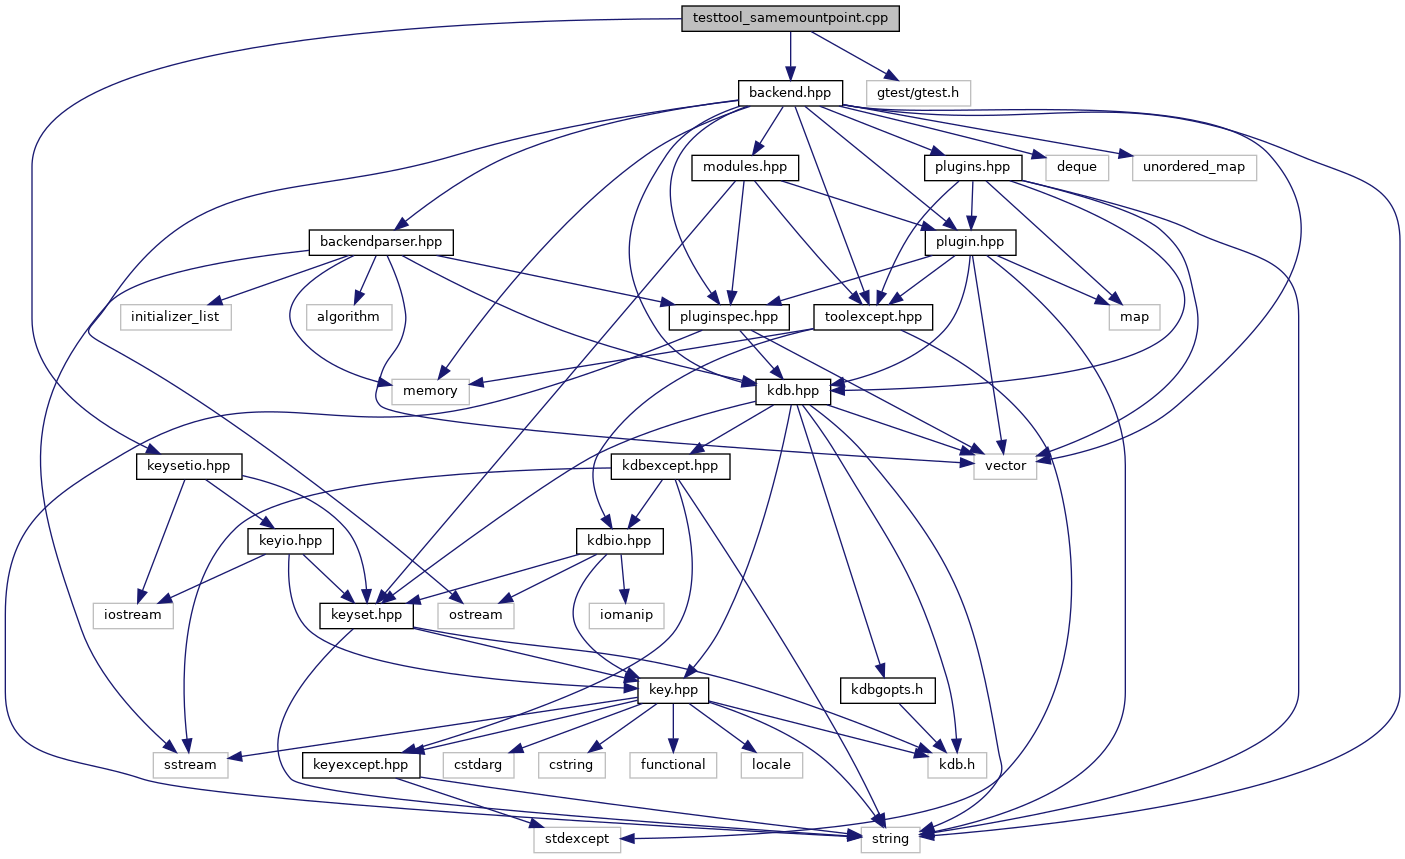 testtool_samemountpoint.cpp
backend.hpp
gtest/gtest.h
modules.hpp
plugins.hpp
deque
unordered_map
backendparser.hpp
plugin.hpp
initializer_list
algorithm
pluginspec.hpp
toolexcept.hpp
map
memory
kdb.hpp
keysetio.hpp
kdbexcept.hpp
vector
keyio.hpp
kdbio.hpp
iostream
keyset.hpp
ostream
iomanip
key.hpp
kdbgopts.h
sstream
keyexcept.hpp
cstdarg
cstring
functional
locale
kdb.h
stdexcept
string